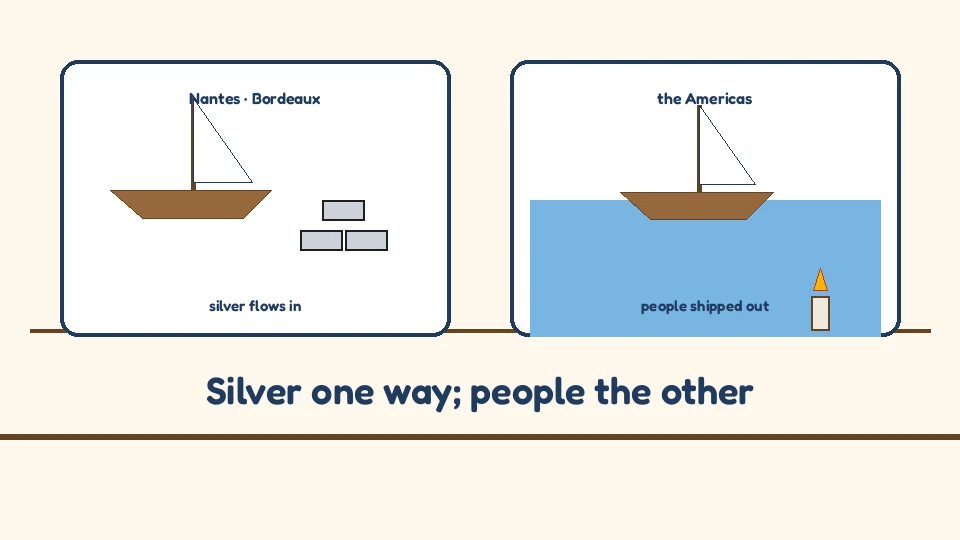 Nantes · Bordeaux
the Americas
silver flows in
people shipped out
Silver one way; people the other